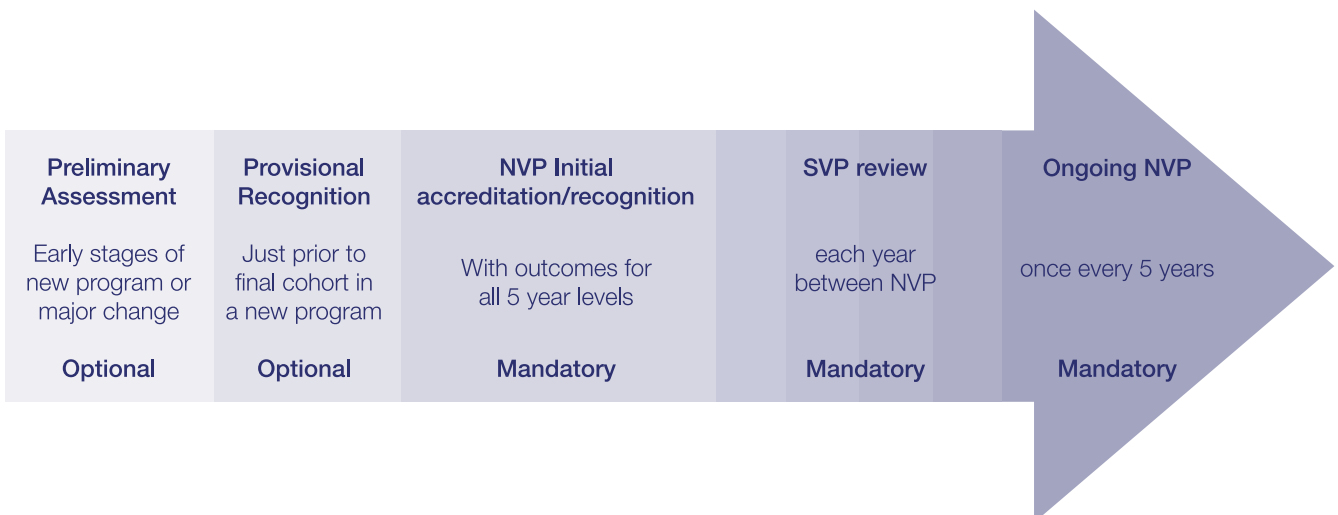 Preliminary
Assessment
Early stages of
new program or
major change
Optional
Provisional
Recognition
Just prior to
final cohort in
a new program
Optional
NVP Initial
accreditation/recognition
With outcomes for
all 5 year levels
Mandatory
SVP review
each year
between NVP
Mandatory
Ongoing NVP
once every 5 years
Mandatory